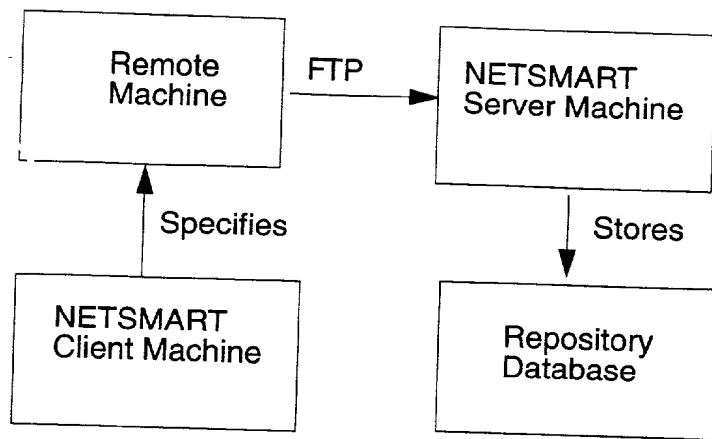 Remote
Machine
FTP
NETSMART
Server Machine
Specifies
Stores
NETSMART
Client Machine
Repository
Database